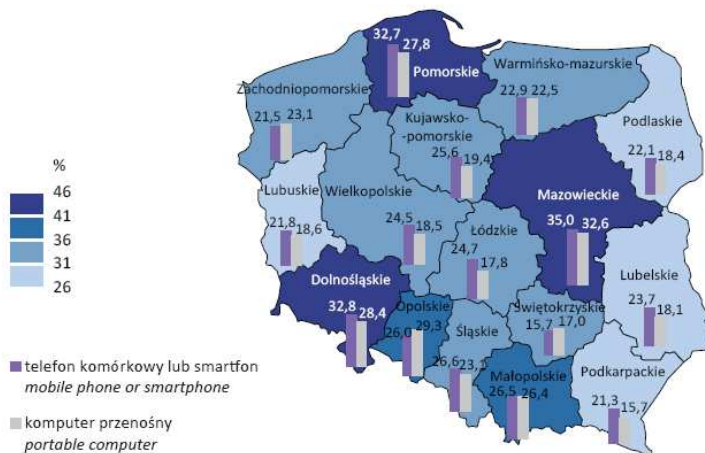 32,7
27,8
Pomorskie
Warmińsko-mazurskie
22,9 22,5
Zachodniopomorskie
21,5 23,1
Kujawsko-
pomorskie
25,6
19,4
Podlaskie
22,1
18,4
%
46
41
36
31
26
Lubuskie
21,8
18,6
Wielkopolskie
24,5
18,5
Mazowieckie
35,0 32,6
Łódzkie
24,7
17,8
Dolnośląskie
32,8
28,4
Opolskie
26,0
29,3
Śląskie
26,6
23,1
Świętokrzyskie
15,7 17,0
Lubelskie
23,7
18,1
Małopolskie
26,5 26,4
Podkarpackie
21,3
15,7
telefon komórkowy lub smartfon
mobile phone or smartphone
komputer przenośny
portable computer